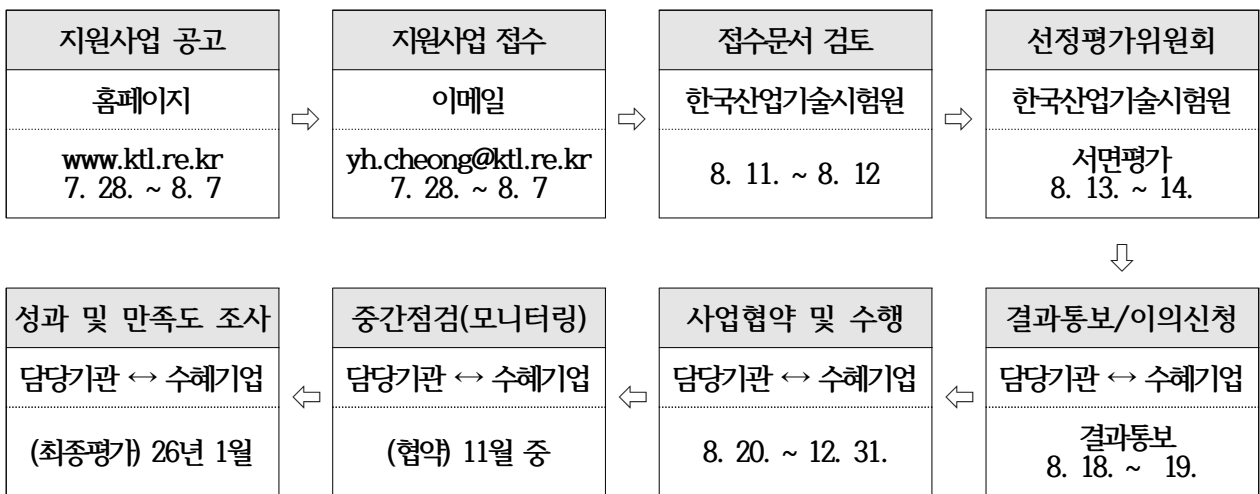 지원사업 공고
홈페이지
www.ktl.re.kr
7. 28. ~ 8. 7
⇨
지원사업 접수
이메일
yh.cheong@ktl.re.kr
7. 28. ~ 8. 7
⇨
접수문서 검토
한국산업기술시험원
8. 11. ~ 8. 12
⇨
선정평가위원회
한국산업기술시험원
서면평가
8. 13. ~ 14.
⇩
결과통보/이의신청
담당기관 ↔ 수혜기업
결과통보
8. 18. ~ 19.
⇦
사업협약 및 수행
담당기관 ↔ 수혜기업
8. 20. ~ 12. 31.
⇦
중간점검(모니터링)
담당기관 ↔ 수혜기업
(협약) 11월 중
⇦
성과 및 만족도 조사
담당기관 ↔ 수혜기업
(최종평가) 26년 1월